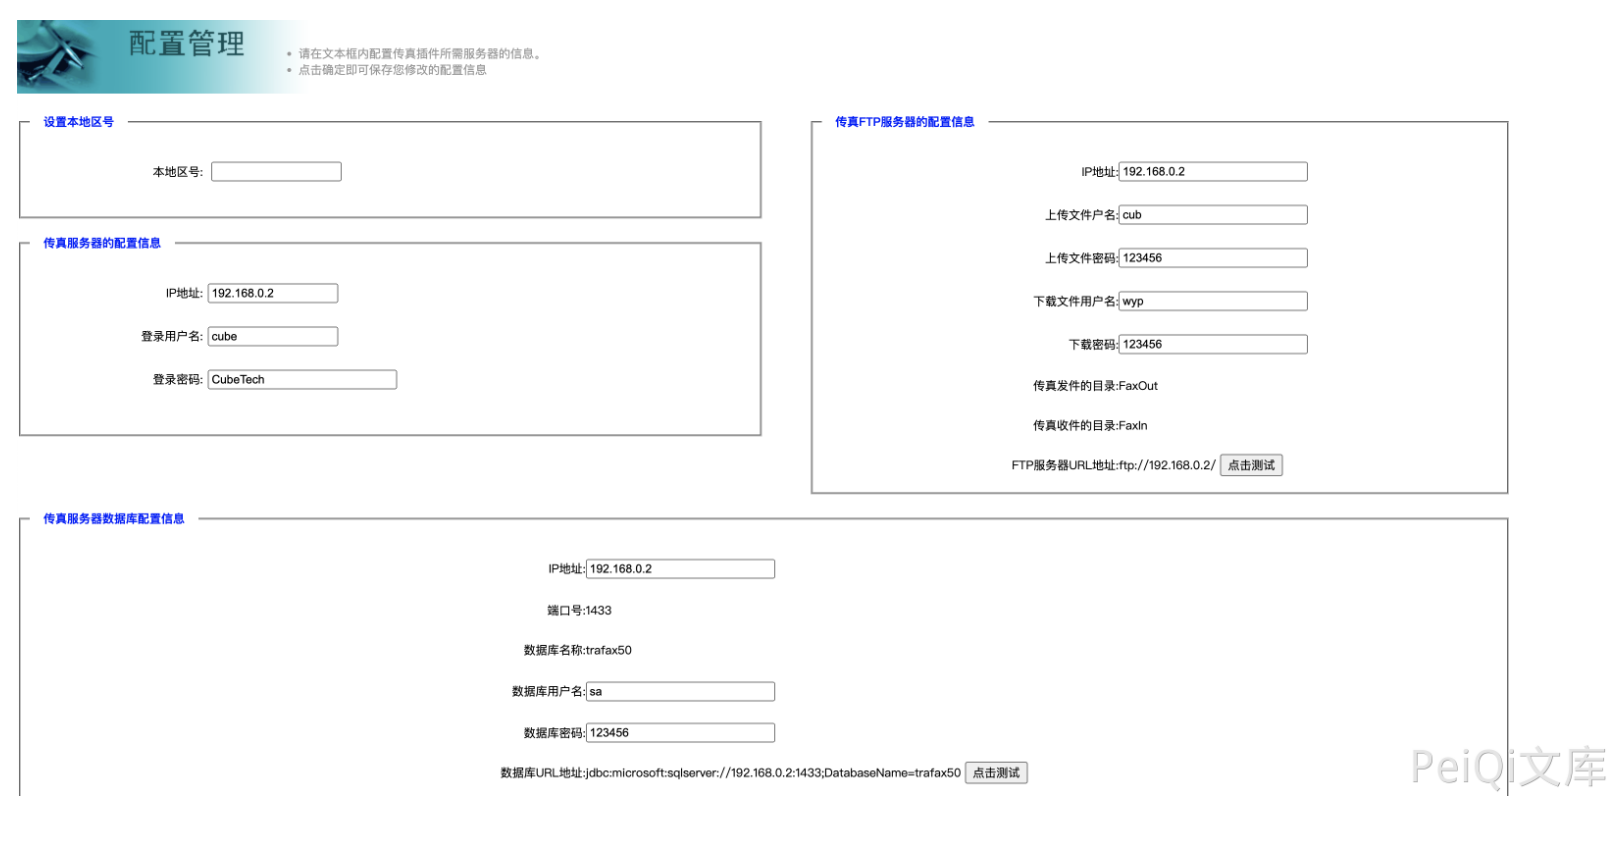 配置管理
请在文本框内配置传真插件所需服务器的信息。
点击确定即可保存您修改的配置信息
设置本地区号
本地区号:
传真服务器的配置信息
IP地址: 192.168.0.2
登录用户名: cube
登录密码: CubeTech
传真FTP服务器的配置信息
IP地址:192.168.0.2
上传文件户名:cub
上传文件密码:123456
下载文件用户名:wyp
下载密码:123456
传真发件的目录:FaxOut
传真收件的目录:FaxIn
FTP服务器URL地址:ftp://192.168.0.2/ 点击测试
传真服务器数据库配置信息
IP地址:192.168.0.2
端口号:1433
数据库名称:trafax50
数据库用户名:sa
数据库密码:123456
数据库URL地址:jdbc:microsoft:sqlserver://192.168.0.2:1433;DatabaseName=trafax50 点击测试
PeiQi文库